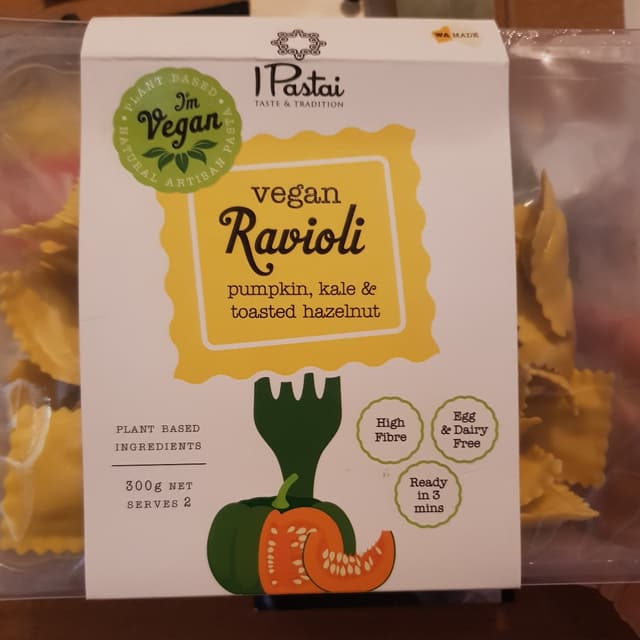 WA MADE
I Pastai
TASTE & TRADITION
PLANT BASED
I'm
Vegan
NATURAL ARTISAN PASTA
vegan
Ravioli
pumpkin, kale &
toasted hazelnut
PLANT BASED
INGREDIENTS
300g NET
SERVES 2
High
Fibre
Egg
& Dairy
Free
Ready
in 3
mins